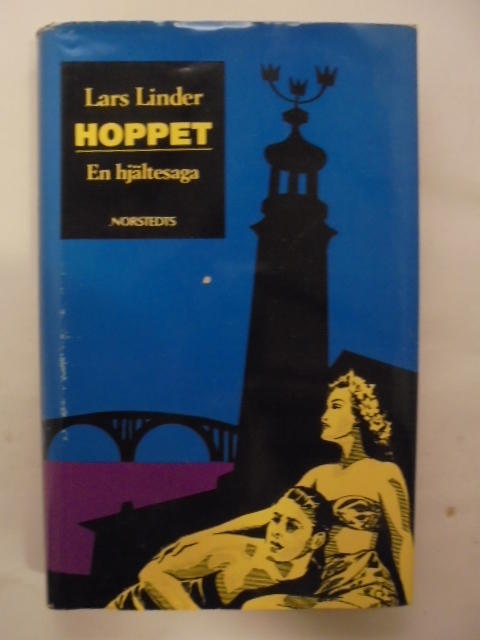 Lars Linder
HOPPET
En hjältesaga
NORSTEDTS